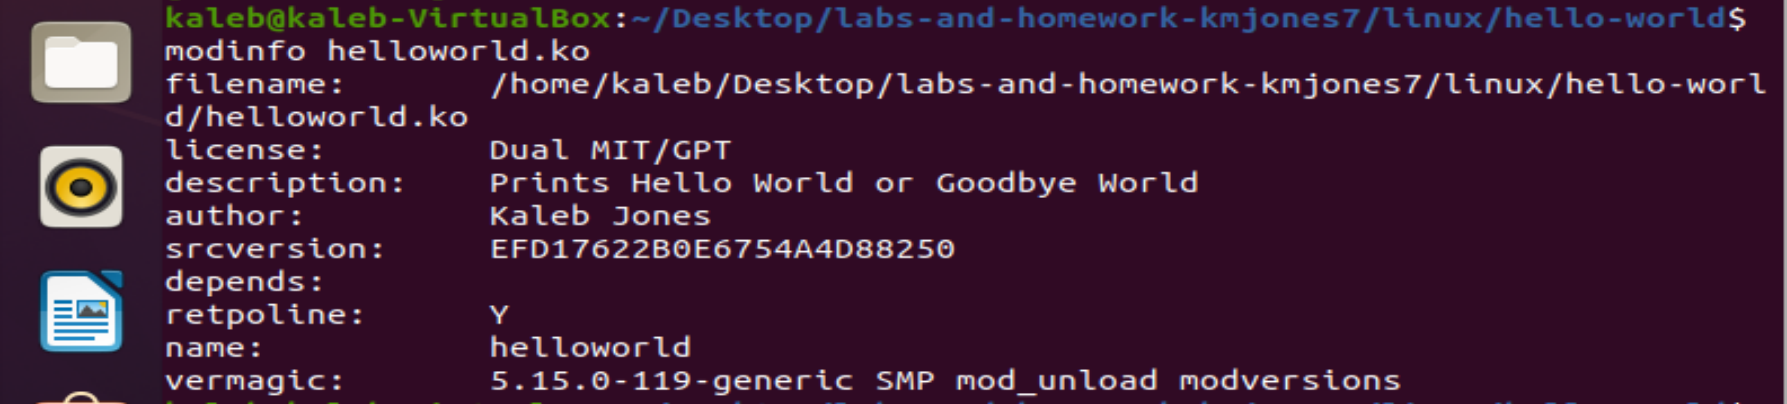 kaleb@kaleb-VirtualBox:~/Desktop/labs-and-homework-kmjones7/linux/hello-world$
modinfo helloworld.ko
filename:       /home/kaleb/Desktop/labs-and-homework-kmjones7/linux/hello-worl
d/helloworld.ko
license:        Dual MIT/GPT
description:    Prints Hello World or Goodbye World
author:         Kaleb Jones
srcversion:     EFD17622B0E6754A4D88250
depends:
retpoline:      Y
name:           helloworld
vermagic:       5.15.0-119-generic SMP mod_unload modversions